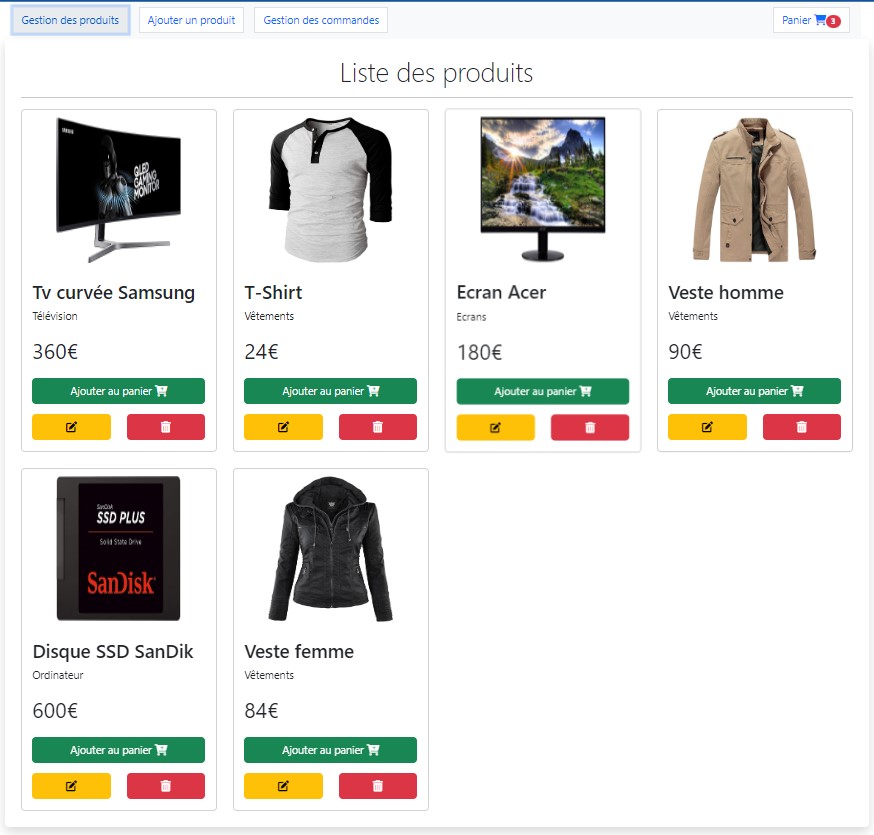 Gestion des produits
Ajouter un produit
Gestion des commandes
Panier 3
Liste des produits
SAMSUNG
QLED
GAMING
MONITOR
Tv curvée Samsung
Télévision
360€
Ajouter au panier
T-Shirt
Vêtements
24€
Ajouter au panier
Ecran Acer
Ecrans
180€
Ajouter au panier
Veste homme
Vêtements
90€
Ajouter au panier
SanDisk
SSD PLUS
Solid State Drive
SanDisk
Disque SSD SanDik
Ordinateur
600€
Ajouter au panier
Veste femme
Vêtements
84€
Ajouter au panier